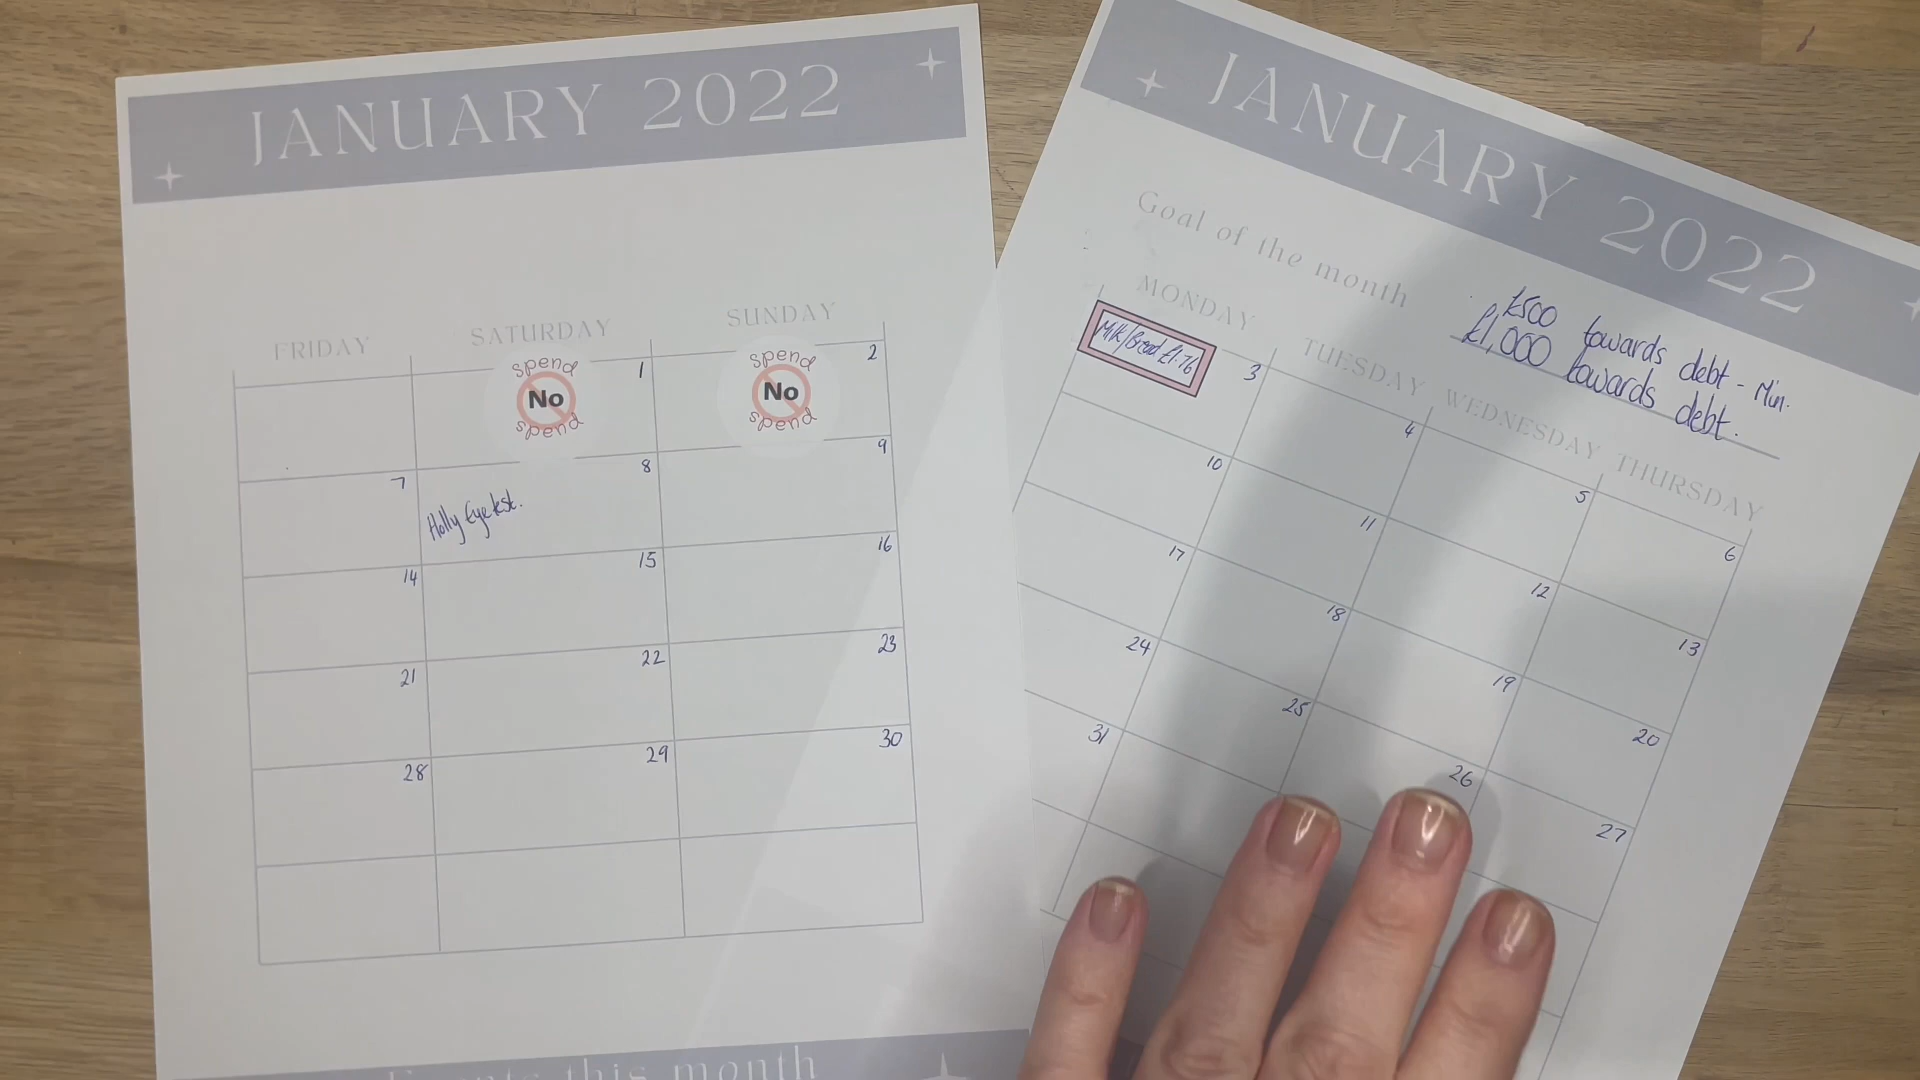 JANUARY 2022
FRIDAY SATURDAY SUNDAY
spend No spend 1
spend No spend 2
7
Holly Eye test. 8
9
14 15 16
21 22 23
28 29 30
this month
JANUARY 2022
Goal of the month
£500 towards debt - Min.
£1,000 towards debt.
MONDAY TUESDAY WEDNESDAY THURSDAY
Milk/Bread £1.76 3
4 5 6
10 11 12 13
17 18 19 20
24 25 26 27
31